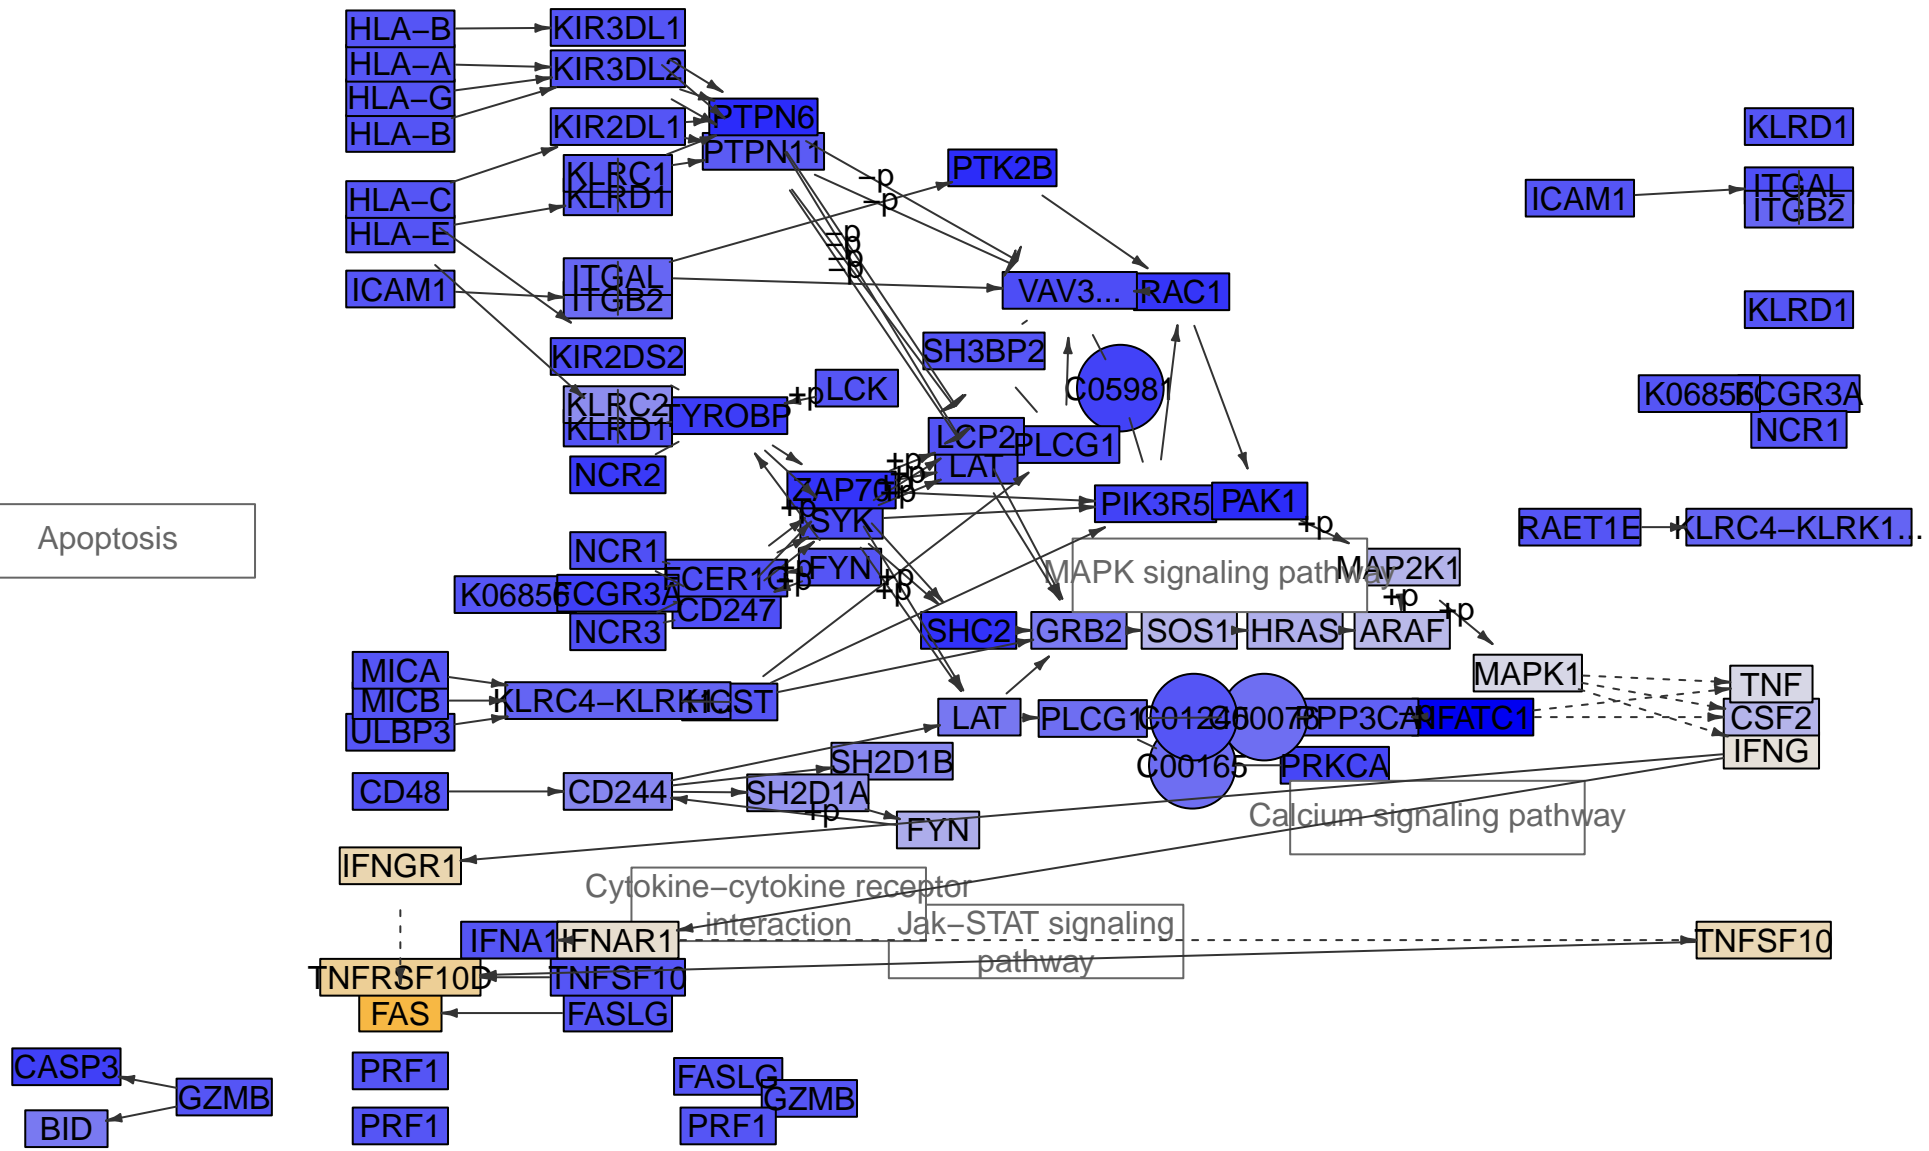 HLA−B
KIR3DL1
HLA−A
KIR3DL2
HLA−G
HLA−B
KIR2DL1
PTPN6
PTPN11
KLRC1
KLRD1
HLA−C
HLA−E
PTK2B
−p
−p
−p
−p
−p
−p
ICAM1
ITGAL
ITGB2
VAV3...
RAC1
KIR2DS2
SH3BP2
C05981
KLRC2
KLRD1
TYROBP
+p
LCK
LCP2
LAT
PLCG1
NCR2
ZAP70
SYK
+p
+p
+p
+p
+p
PIK3R5
PAK1
+p
Apoptosis
NCR1
FCER1G
FYN
+p
+p
+p
+p
K06856
FCGR3A
CD247
NCR3
MAPK signaling pathway
MAP2K1
+p
+p
SHC2
GRB2
SOS1
HRAS
ARAF
MICA
MICB
ULBP3
KLRC4−KLRK1...
HCST
MAPK1
TNF
CSF2
IFNG
LAT
PLCG1
C01245
C00076
PPP3CA
NFATC1
C00165
PRKCA
CD48
CD244
SH2D1B
SH2D1A
+p
FYN
Calcium signaling pathway
IFNGR1
Cytokine−cytokine receptor
interaction
Jak−STAT signaling
pathway
IFNA1
IFNAR1
TNFSF10
TNFRSF10D
TNFSF10
FAS
FASLG
CASP3
GZMB
BID
PRF1
PRF1
FASLG
GZMB
PRF1
KLRD1
ICAM1
ITGAL
ITGB2
KLRD1
K06856
FCGR3A
NCR1
RAET1E
KLRC4−KLRK1...